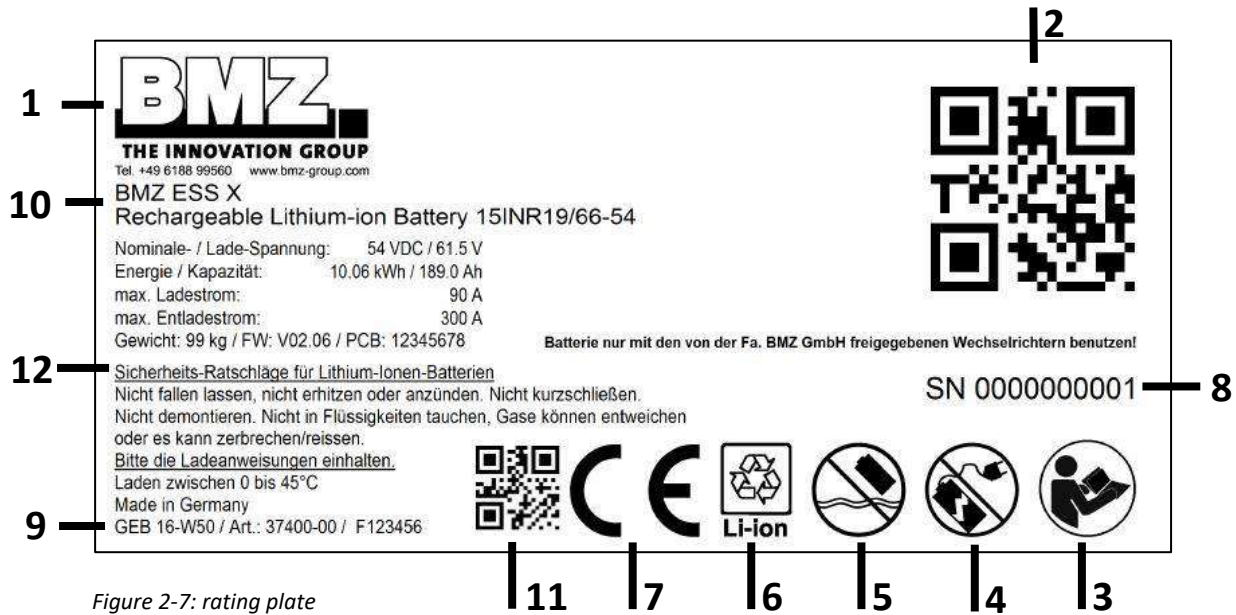 2
1
BMZ
THE INNOVATION GROUP
Tel. +49 6188 99560 www.bmz-group.com
10
BMZ ESS X
Rechargeable Lithium-ion Battery 15INR19/66-54
Nominale- / Lade-Spannung: 54 VDC / 61.5 V
Energie / Kapazität: 10.06 kWh / 189.0 Ah
max. Ladestrom: 90 A
max. Entladestrom: 300 A
Gewicht: 99 kg / FW: V02.06 / PCB: 12345678
Batterie nur mit den von der Fa. BMZ GmbH freigegebenen Wechselrichtern benutzen!
12
Sicherheits-Ratschläge für Lithium-Ionen-Batterien
Nicht fallen lassen, nicht erhitzen oder anzünden. Nicht kurzschließen.
Nicht demontieren. Nicht in Flüssigkeiten tauchen, Gase können entweichen
oder es kann zerbrechen/reissen.
Bitte die Ladeanweisungen einhalten.
Laden zwischen 0 bis 45°C
Made in Germany
9
GEB 16-W50 / Art.: 37400-00 / F123456
SN 0000000001
8
CE
Li-ion
11
7
6
5
4
3
Figure 2-7: rating plate